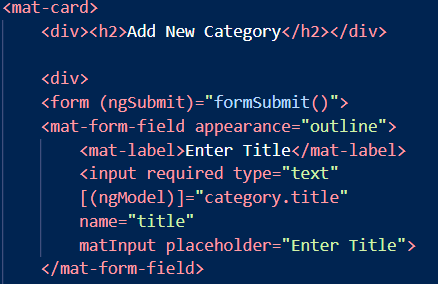 <mat-card>
<div><h2>Add New Category</h2></div>
<div>
<form (ngSubmit)="formSubmit()">
<mat-form-field appearance="outline">
<mat-label>Enter Title</mat-label>
<input required type="text"
[(ngModel)]="category.title"
name="title"
matInput placeholder="Enter Title">
</mat-form-field>